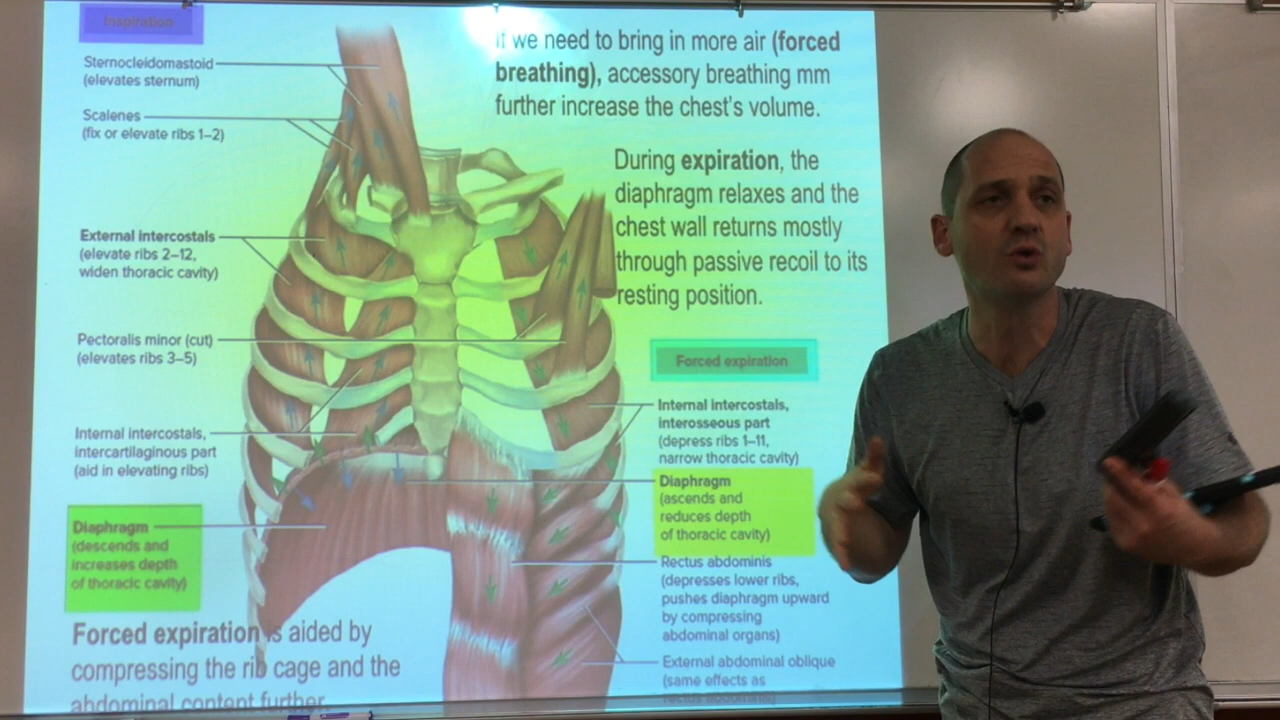 Inspiration
Sternocleidomastoid
(elevates sternum)
Scalenes
(fix or elevate ribs 1–2)
External intercostals
(elevate ribs 2–12,
widen thoracic cavity)
Pectoralis minor (cut)
(elevates ribs 3–5)
Internal intercostals,
intercartilaginous part
(aid in elevating ribs)
Diaphragm
(descends and
increases depth
of thoracic cavity)
Forced expiration is aided by
compressing the rib cage and the
abdominal content further.
If we need to bring in more air (forced
breathing), accessory breathing mm
further increase the chest's volume.
During expiration, the
diaphragm relaxes and the
chest wall returns mostly
through passive recoil to its
resting position.
Forced expiration
Internal intercostals,
interosseous part
(depress ribs 1–11,
narrow thoracic cavity)
Diaphragm
(ascends and
reduces depth
of thoracic cavity)
Rectus abdominis
(depresses lower ribs,
pushes diaphragm upward
by compressing
abdominal organs)
External abdominal oblique
(same effects as
rectus abdominis)